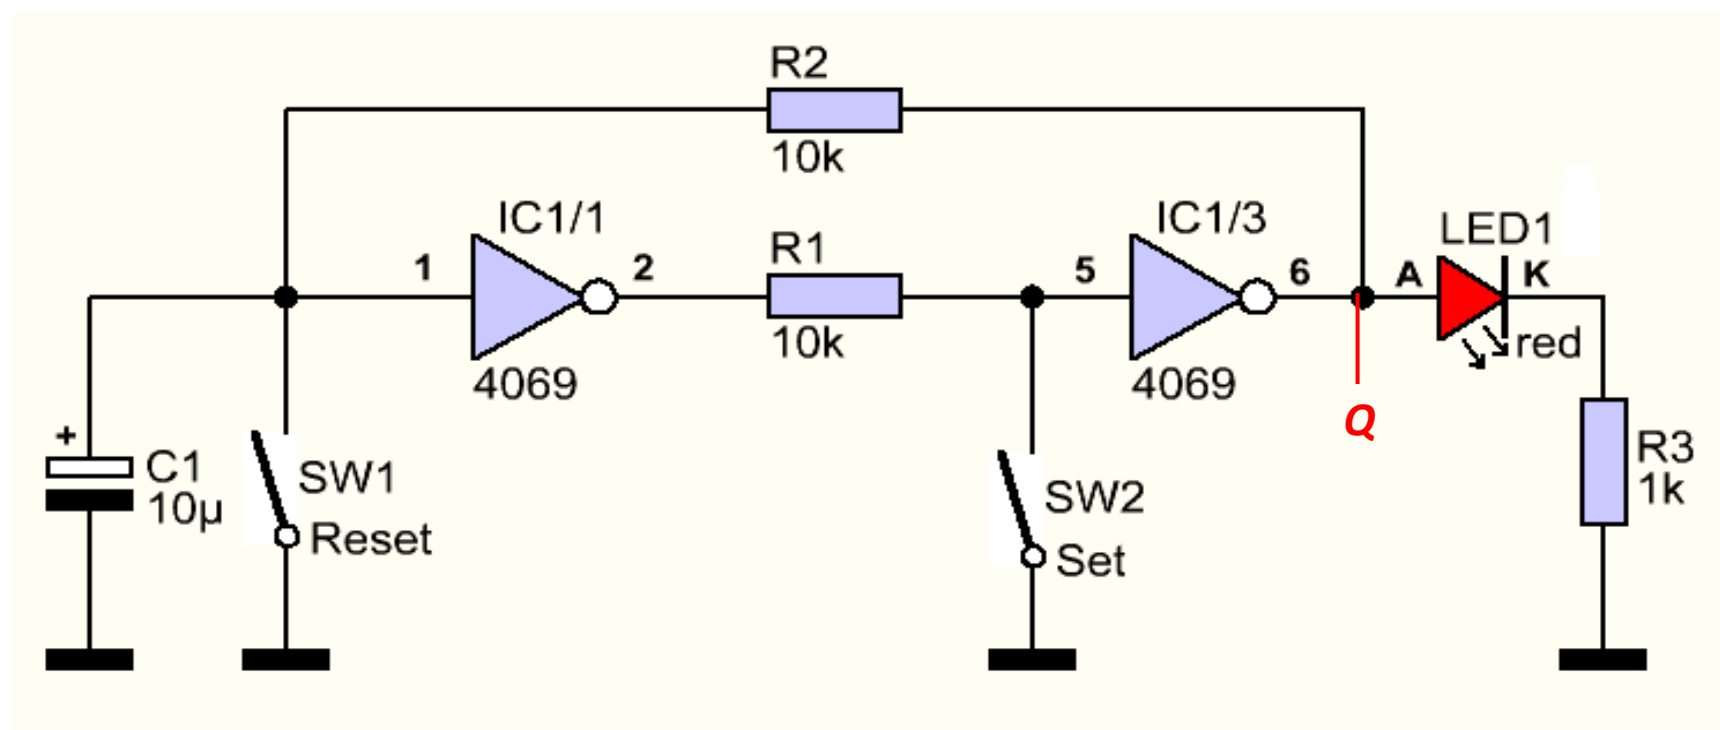 R2
10k
IC1/1
IC1/3
LED1
1
2
R1
5
6
A
K
10k
red
4069
4069
Q
+
C1
10µ
SW1
Reset
SW2
Set
R3
1k